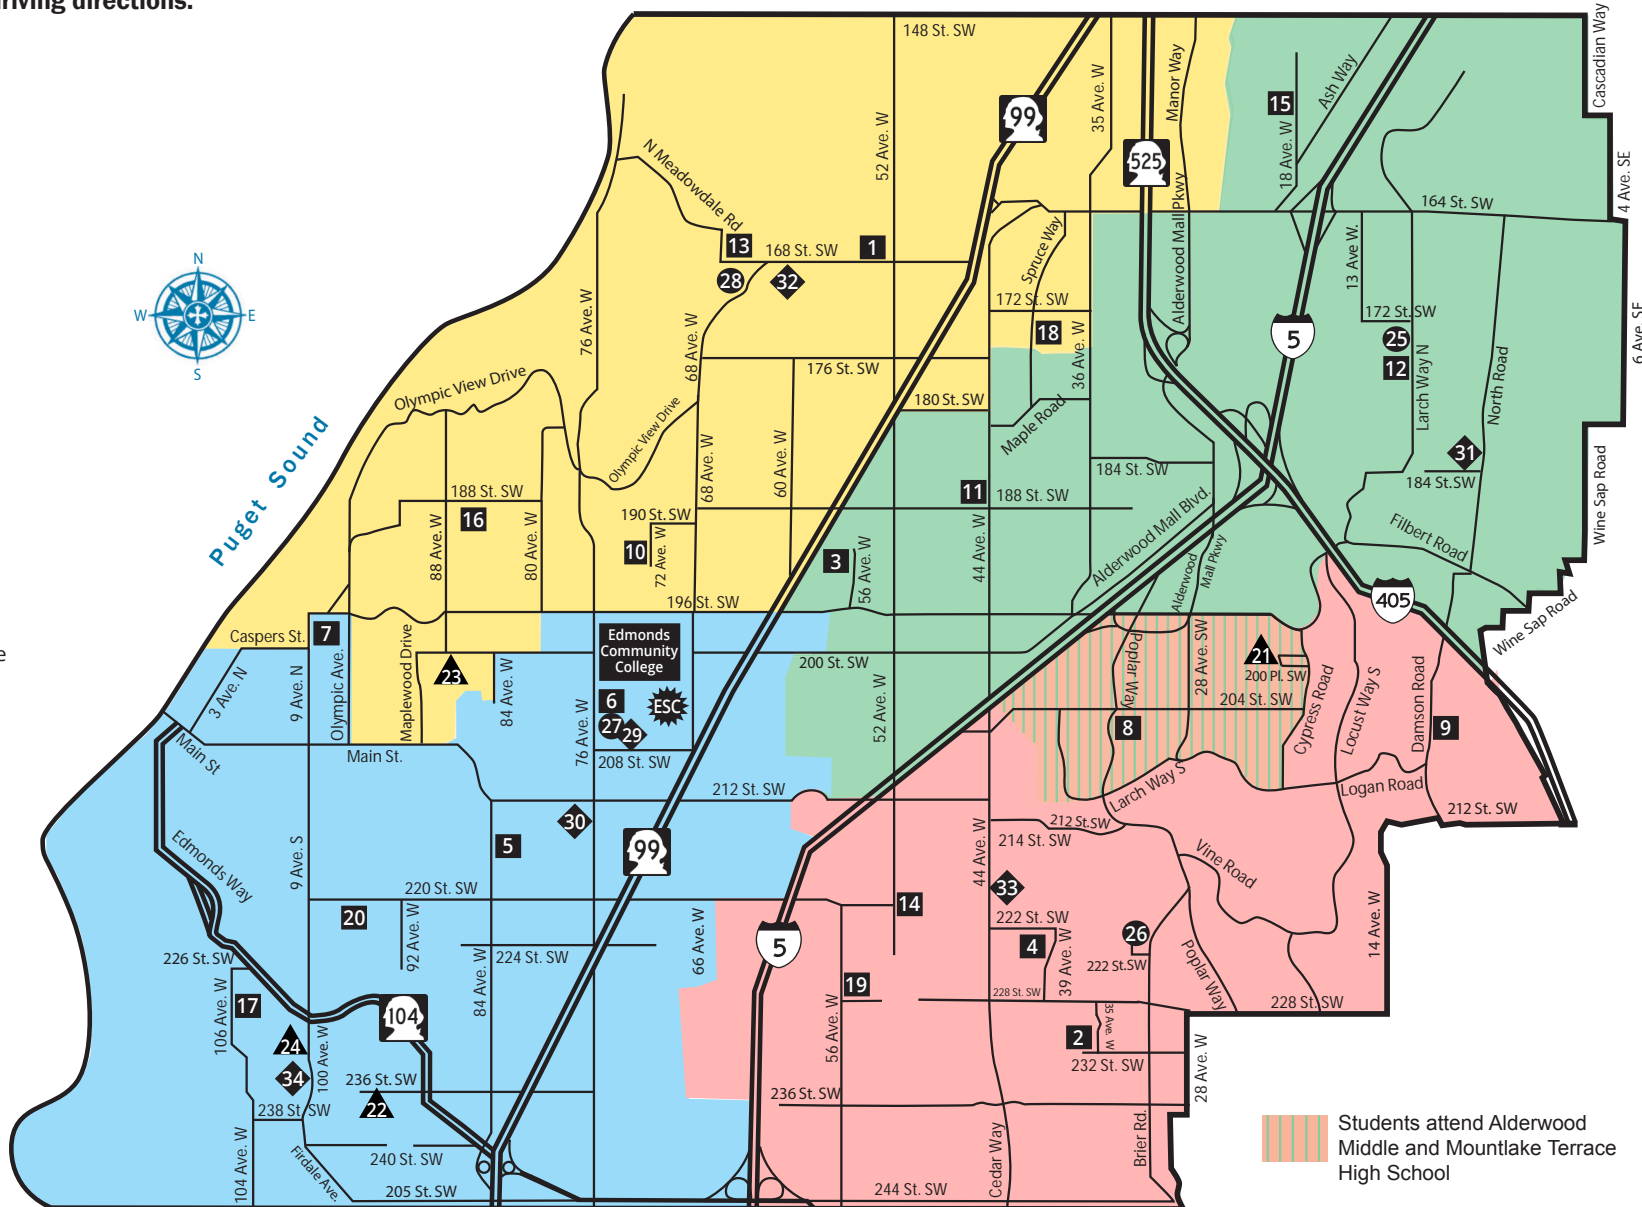 riving directions.
148 St. SW
Cascadian Way
99
35 Ave. W
Manor Way
525
15
Ash Way
18 Ave. W
52 Ave. W
N Meadowdale Rd
4 Ave. SE
164 St. SW
13
168 St. SW
1
28
32
Spruce Way
Alderwood Mall Pkwy
13 Ave W.
N
W
E
S
76 Ave. W
172 St. SW
18
36 Ave. W
5
172 St. SW
25
12
6 Ave. SE
68 Ave. W
176 St. SW
Larch Way N
North Road
Olympic View Drive
180 St. SW
Maple Road
Olympic View Drive
Puget Sound
68 Ave. W
60 Ave. W
184 St. SW
31
184 St.SW
Wine Sap Road
188 St. SW
11
188 St. SW
16
190 St. SW
10
72 Ave. W
88 Ave. W
80 Ave. W
3
56 Ave. W
44 Ave. W
Alderwood Mall Blvd.
Alderwood
Mall Pkwy
Filbert Road
405
196 St. SW
Caspers St.
7
Wine Sap Road
Edmonds
Community
College
e
3 Ave. N
9 Ave. N
Olympic Ave.
Maplewood Drive
23
84 Ave. W
200 St. SW
Poplar Way
28 Ave. SW
21
200 Pl. SW
204 St. SW
Cypress Road
Locust Way S
Damson Road
9
6
ESC
27
29
76 Ave. W
52 Ave. W
8
Main St
Main St.
208 St. SW
Larch Way S
Logan Road
212 St. SW
212 St. SW
30
5
99
212 St.SW
214 St. SW
44 Ave. W
Edmonds Way
9 Ave. S
Vine Road
220 St. SW
33
20
92 Ave. W
14
222 St. SW
4
39 Ave. W
26
222 St.SW
14 Ave. W
66 Ave. W
5
226 St. SW
84 Ave. W
224 St. SW
Poplar Way
17
106 Ave. W
104
19
56 Ave. W
228 St. SW
228 St. SW
24
100 Ave. W
35 Ave. W
2
232 St. SW
28 Ave. W
34
236 St. SW
22
236 St. SW
238 St. SW
104 Ave. W
Firdale Ave.
240 St. SW
205 St. SW
244 St. SW
Cedar Way
Brier Rd.
Students attend Alderwood
Middle and Mountlake Terrace
High School